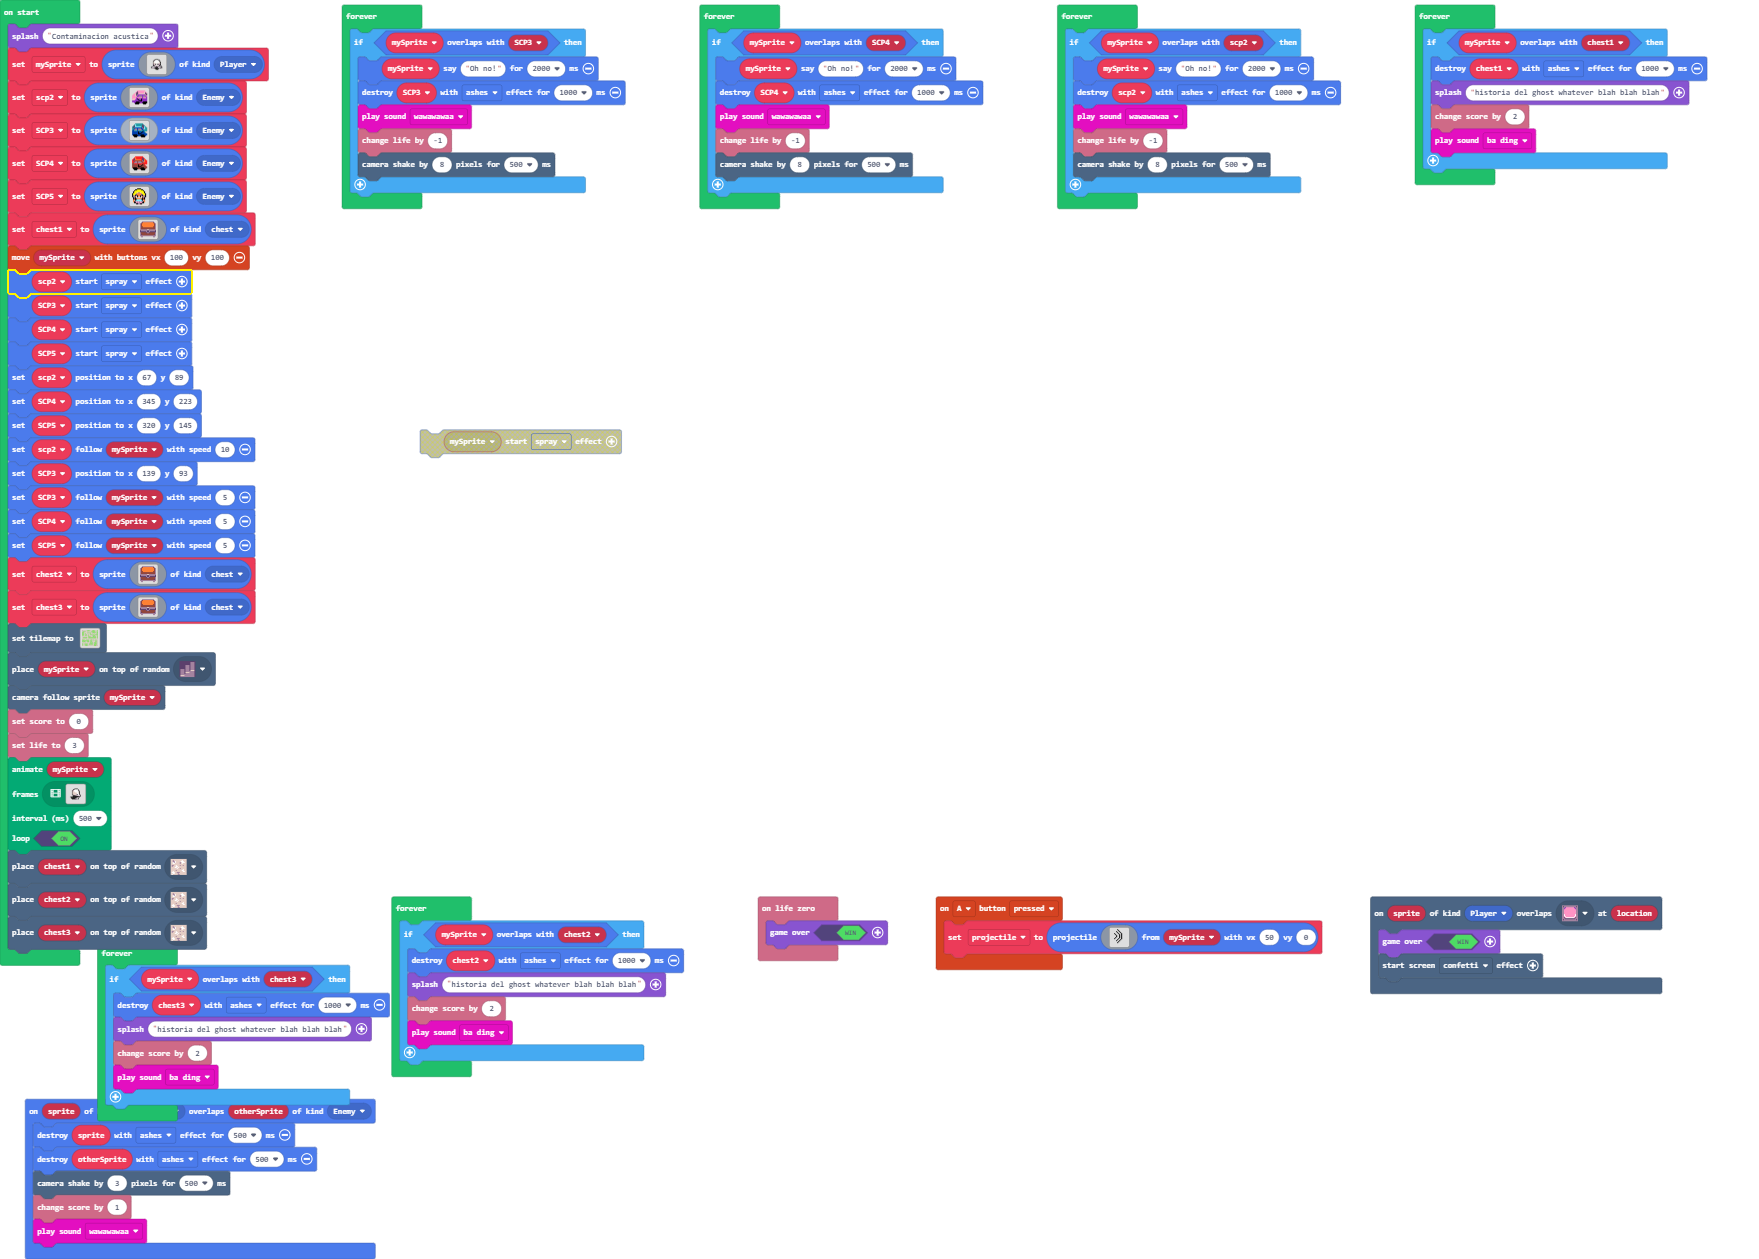 on start
splash "Contaminacion acustica"
set mySprite to sprite of kind Player
set scp2 to sprite of kind Enemy
set SCP3 to sprite of kind Enemy
set SCP4 to sprite of kind Enemy
set SCP5 to sprite of kind Enemy
set chest1 to sprite of kind chest
move mySprite with buttons vx 100 vy 100
scp2 start spray effect
SCP3 start spray effect
SCP4 start spray effect
SCP5 start spray effect
set scp2 position to x 67 y 89
set SCP4 position to x 345 y 223
set SCP5 position to x 320 y 145
set scp2 follow mySprite with speed 10
set SCP3 position to x 139 y 93
set SCP3 follow mySprite with speed 5
set SCP4 follow mySprite with speed 5
set SCP5 follow mySprite with speed 5
set chest2 to sprite of kind chest
set chest3 to sprite of kind chest
set tilemap to
place mySprite on top of random
camera follow sprite mySprite
set score to 0
set life to 3
animate mySprite
frames
interval (ms) 500
loop ON
place chest1 on top of random
place chest2 on top of random
place chest3 on top of random
forever
if mySprite overlaps with SCP3 then
mySprite say "Oh no!" for 2000 ms
destroy SCP3 with ashes effect for 1000 ms
play sound wawawawaa
change life by -1
camera shake by 8 pixels for 500 ms
forever
if mySprite overlaps with SCP4 then
mySprite say "Oh no!" for 2000 ms
destroy SCP4 with ashes effect for 1000 ms
play sound wawawawaa
change life by -1
camera shake by 8 pixels for 500 ms
forever
if mySprite overlaps with scp2 then
mySprite say "Oh no!" for 2000 ms
destroy scp2 with ashes effect for 1000 ms
play sound wawawawaa
change life by -1
camera shake by 8 pixels for 500 ms
forever
if mySprite overlaps with chest1 then
destroy chest1 with ashes effect for 1000 ms
splash "historia del ghost whatever blah blah blah"
change score by 2
play sound ba ding
mySprite start spray effect
forever
if mySprite overlaps with chest3 then
destroy chest3 with ashes effect for 1000 ms
splash "historia del ghost whatever blah blah blah"
change score by 2
play sound ba ding
forever
if mySprite overlaps with chest2 then
destroy chest2 with ashes effect for 1000 ms
splash "historia del ghost whatever blah blah blah"
change score by 2
play sound ba ding
on life zero
game over WIN
on A button pressed
set projectile to projectile from mySprite with vx 50 vy 0
on sprite of kind Player overlaps at location
game over WIN
start screen confetti effect
on sprite of overlaps otherSprite of kind Enemy
destroy sprite with ashes effect for 500 ms
destroy otherSprite with ashes effect for 500 ms
camera shake by 3 pixels for 500 ms
change score by 1
play sound wawawawaa